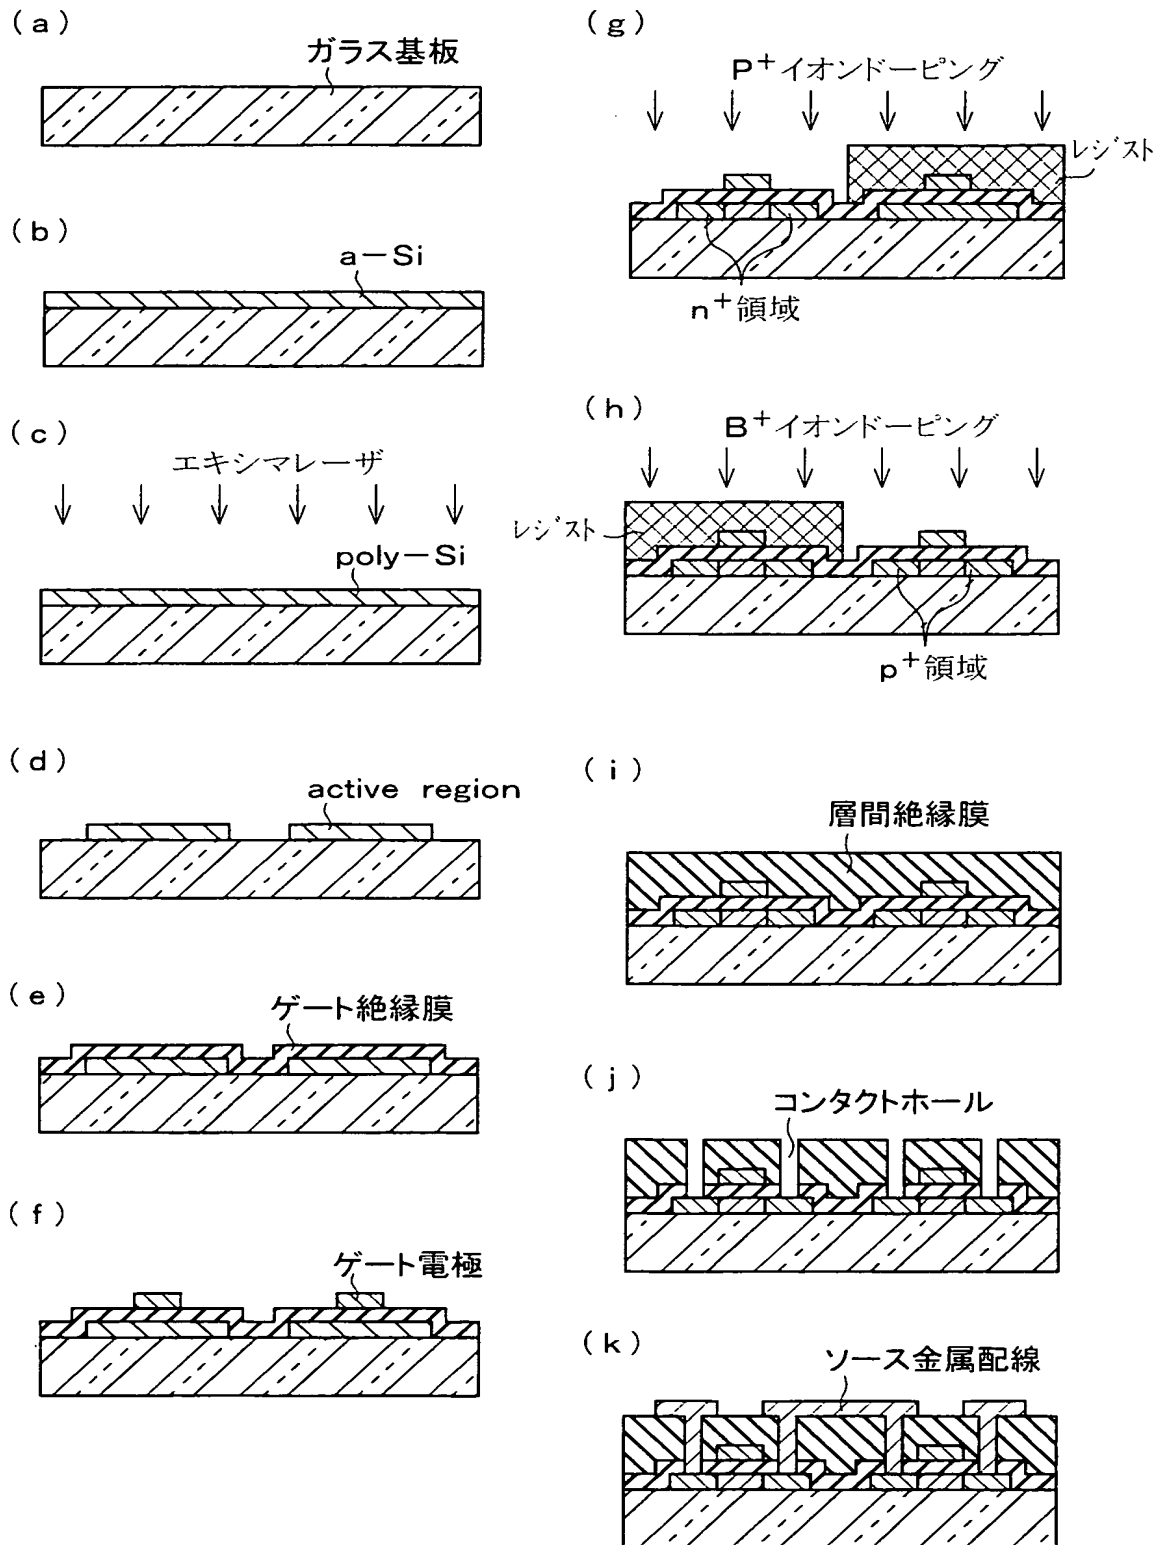 (a)
ガラス基板
(b)
a-Si
(c)
エキシマレーザ
poly-Si
(d)
active region
(e)
ゲート絶縁膜
(f)
ゲート電極
(g)
P+イオンドーピング
レジスト
n+領域
(h)
B+イオンドーピング
レジスト
p+領域
(i)
層間絶縁膜
(j)
コンタクトホール
(k)
ソース金属配線